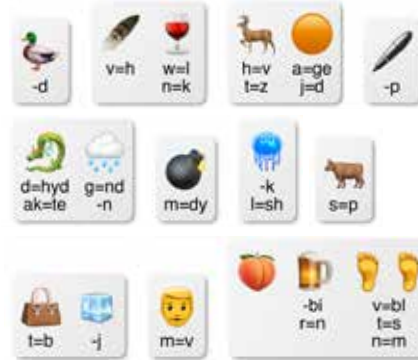 -d
v=h w=l
n=k
h=v a=ge
t=z j=d
-p
d=hyd g=nd
ak=te -n
m=dy
-k
l=sh
s=p
t=b -j
m=v
-bi v=bl
r=n t=s
n=m